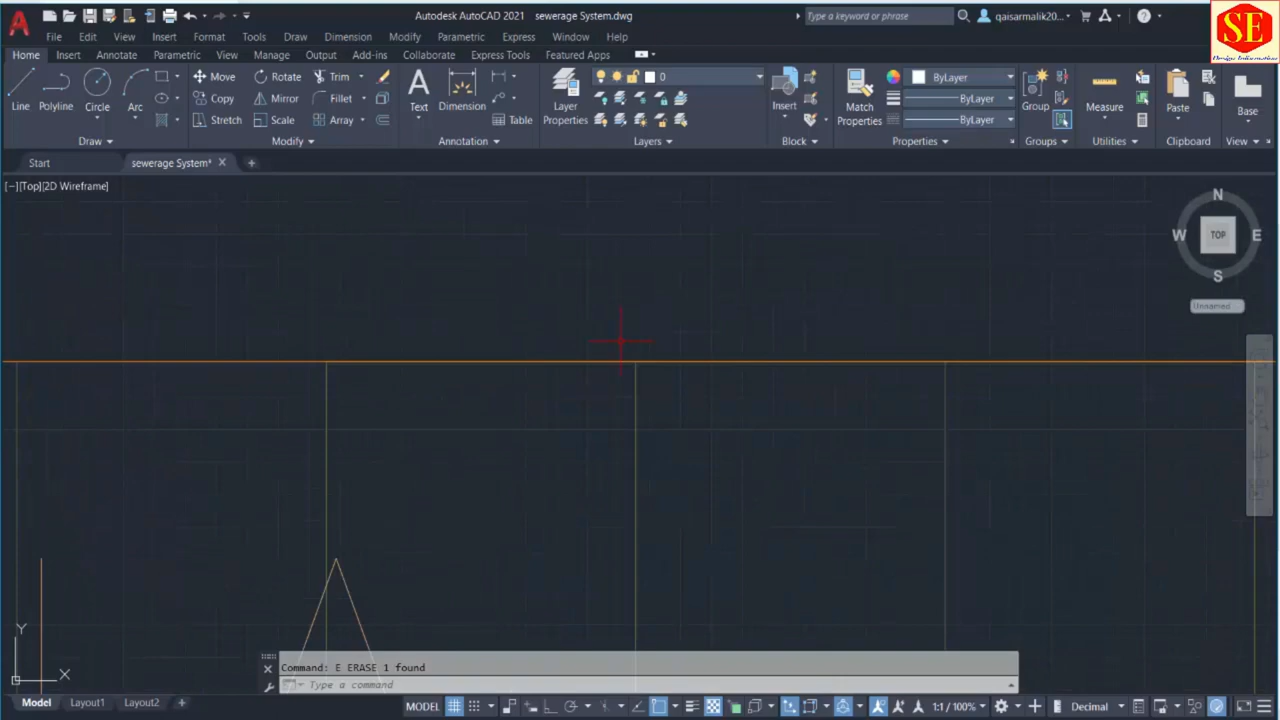 Autodesk AutoCAD 2021 sewerage System.dwg
Type a keyword or phrase
qaisarmalik20...
SE
Design Information
File Edit View Insert Format Tools Draw Dimension Modify Parametric Express Window Help
Home Insert Annotate Parametric View Manage Output Add-ins Collaborate Express Tools Featured Apps
Line Polyline Circle Arc
Move Rotate Trim
Copy Mirror Fillet
Stretch Scale Array
Text Dimension Table
Layer Properties
0
Insert
Match Properties
ByLayer
ByLayer
ByLayer
Group Measure Paste Base
Draw Modify Annotation Layers Block Properties Groups Utilities Clipboard View
Start sewerage System*
[−][Top][2D Wireframe]
N
W TOP E
S
Unnamed
Y
X
Command: E ERASE 1 found
Type a command
Model Layout1 Layout2 MODEL 1:1 / 100% Decimal